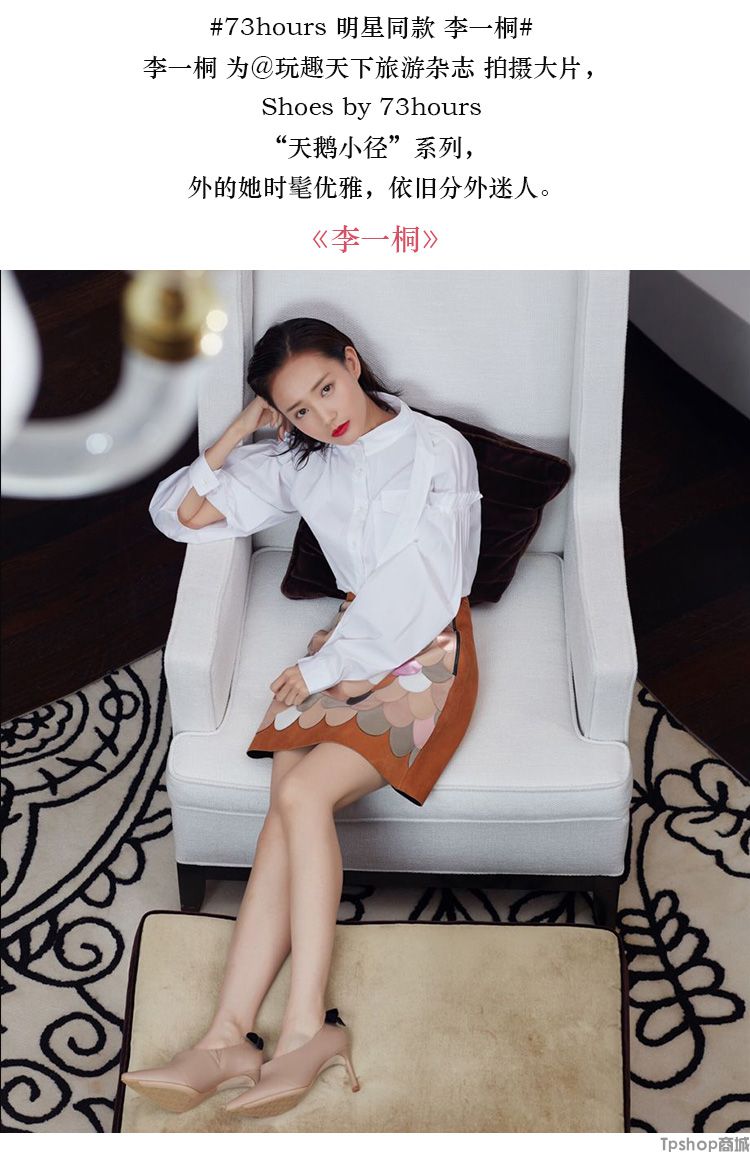 #73hours 明星同款 李一桐#
李一桐 为@玩趣天下旅游杂志 拍摄大片，
Shoes by 73hours
“天鹅小径”系列，
外的她时髦优雅，依旧分外迷人。
《李一桐》
Tpshop商城